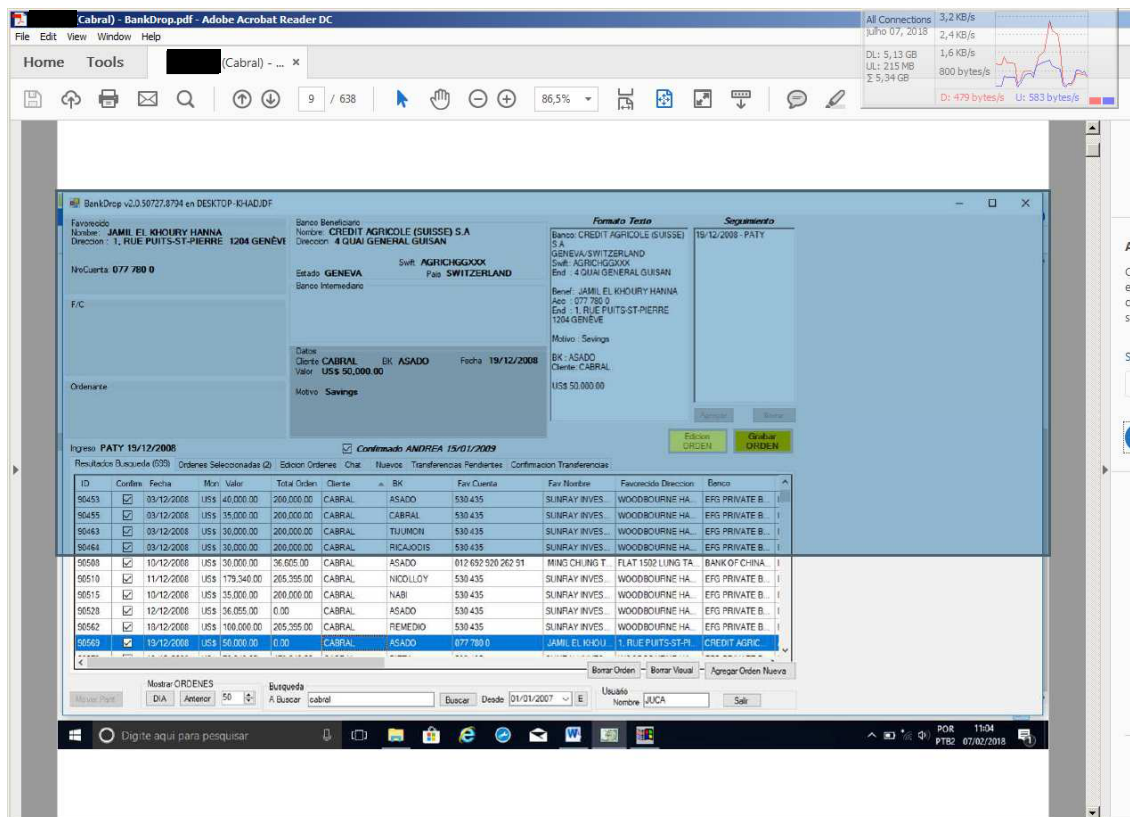 (Cabral) - BankDrop.pdf - Adobe Acrobat Reader DC
File Edit View Window Help
Home Tools (Cabral) - ... ×
9 / 638 86,5%
All Connections
julho 07, 2018
DL: 5,13 GB
UL: 215 MB
Σ 5,34 GB
3,2 KB/s
2,4 KB/s
1,6 KB/s
800 bytes/s
D: 479 bytes/s U: 583 bytes/s
BankDrop v2.0.50727.8794 en DESKTOP-KHADJDF
Favorecido
Nombre: JAMIL EL KHOURY HANNA
Direccion : 1, RUE PUITS-ST-PIERRE 1204 GENÈVE
NroCuenta: 077 780 0
F/C
Ordenante
Banco Beneficiario
Nombre: CREDIT AGRICOLE (SUISSE) S.A
Direccion 4 QUAI GENERAL GUISAN
Swift AGRICHGGXXX
Estado GENEVA Pais SWITZERLAND
Banco Intermediario
Datos
Cliente CABRAL BK ASADO Fecha 19/12/2008
Valor US$ 50,000.00
Motivo Savings
Formato Texto
Banco: CREDIT AGRICOLE (SUISSE)
S.A
GENEVA/SWITZERLAND
Swift: AGRICHGGXXX
End : 4 QUAI GENERAL GUISAN
Benef: JAMIL EL KHOURY HANNA
Acc : 077 780 0
End : 1, RUE PUITS-ST-PIERRE
1204 GENÈVE
Motivo : Savings
BK : ASADO
Cliente: CABRAL
US$ 50.000.00
Seguimiento
19/12/2008 - PATY
Edicion ORDEN
Grabar ORDEN
Ingreso PATY 19/12/2008 Confirmado ANDREA 15/01/2009
Resultados Busqueda (639) Ordenes Seleccionadas (2) Edicion Ordenes Chat Nuevos Transferencias Pendientes Confirmacion Transferencias
ID Confirm Fecha Mon Valor Total Orden Cliente BK Fav Cuenta Fav Nombre Favorecido Direccion Banco
90453 03/12/2008 US$ 40,000.00 200,000.00 CABRAL ASADO 530 435 SUNRAY INVES... WOODBOURNE HA... EFG PRIVATE B...
90455 03/12/2008 US$ 35,000.00 200,000.00 CABRAL CABRAL 530 435 SUNRAY INVES... WOODBOURNE HA... EFG PRIVATE B...
90463 03/12/2008 US$ 30,000.00 200,000.00 CABRAL TIJUMON 530 435 SUNRAY INVES... WOODBOURNE HA... EFG PRIVATE B...
90464 03/12/2008 US$ 30,000.00 200,000.00 CABRAL RICAJODIS 530 435 SUNRAY INVES... WOODBOURNE HA... EFG PRIVATE B...
90508 10/12/2008 US$ 30,000.00 36.605.00 CABRAL ASADO 012 692 920 262 91 MING CHUNG T... FLAT 1502 LUNG TA... BANK OF CHINA...
90510 11/12/2008 US$ 179,340.00 205,395.00 CABRAL NICOLLOY 530 435 SUNRAY INVES... WOODBOURNE HA... EFG PRIVATE B...
90515 10/12/2008 US$ 35,000.00 200,000.00 CABRAL NABI 530 435 SUNRAY INVES... WOODBOURNE HA... EFG PRIVATE B...
90528 12/12/2008 US$ 36,055.00 0.00 CABRAL ASADO 530 435 SUNRAY INVES... WOODBOURNE HA... EFG PRIVATE B...
90562 18/12/2008 US$ 100,000.00 205,355.00 CABRAL REMEDIO 530 435 SUNRAY INVES... WOODBOURNE HA... EFG PRIVATE B...
90569 19/12/2008 US$ 50,000.00 0.00 CABRAL ASADO 077 780 0 JAMIL EL KHOU... 1, RUE PUITS-ST-PI... CREDIT AGRIC...
Borrar Orden Borrar Visual Agregar Orden Nueva
Mostrar ORDENES
DIA Anterior 50
Busqueda
A Buscar cabral Buscar Desde 01/01/2007 E
Usuario
Nombre JUCA Salir
Digite aqui para pesquisar
POR 11:04
PTB2 07/02/2018